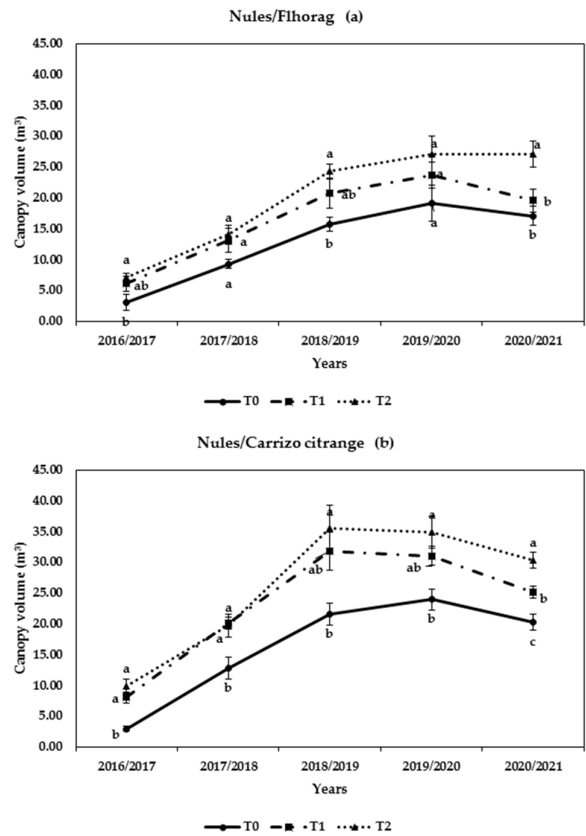 Nules/Flhorag (a)
Canopy volume (m³)
45.00
40.00
35.00
30.00
25.00
20.00
15.00
10.00
5.00
0.00
a a a a a
ab a ab a b
b a b a b
2016/2017 2017/2018 2018/2019 2019/2020 2020/2021
Years
T0 T1 T2
Nules/Carrizo citrange (b)
Canopy volume (m³)
45.00
40.00
35.00
30.00
25.00
20.00
15.00
10.00
5.00
0.00
a a a a a
a a ab ab b
b b b b c
2016/2017 2017/2018 2018/2019 2019/2020 2020/2021
Years
T0 T1 T2